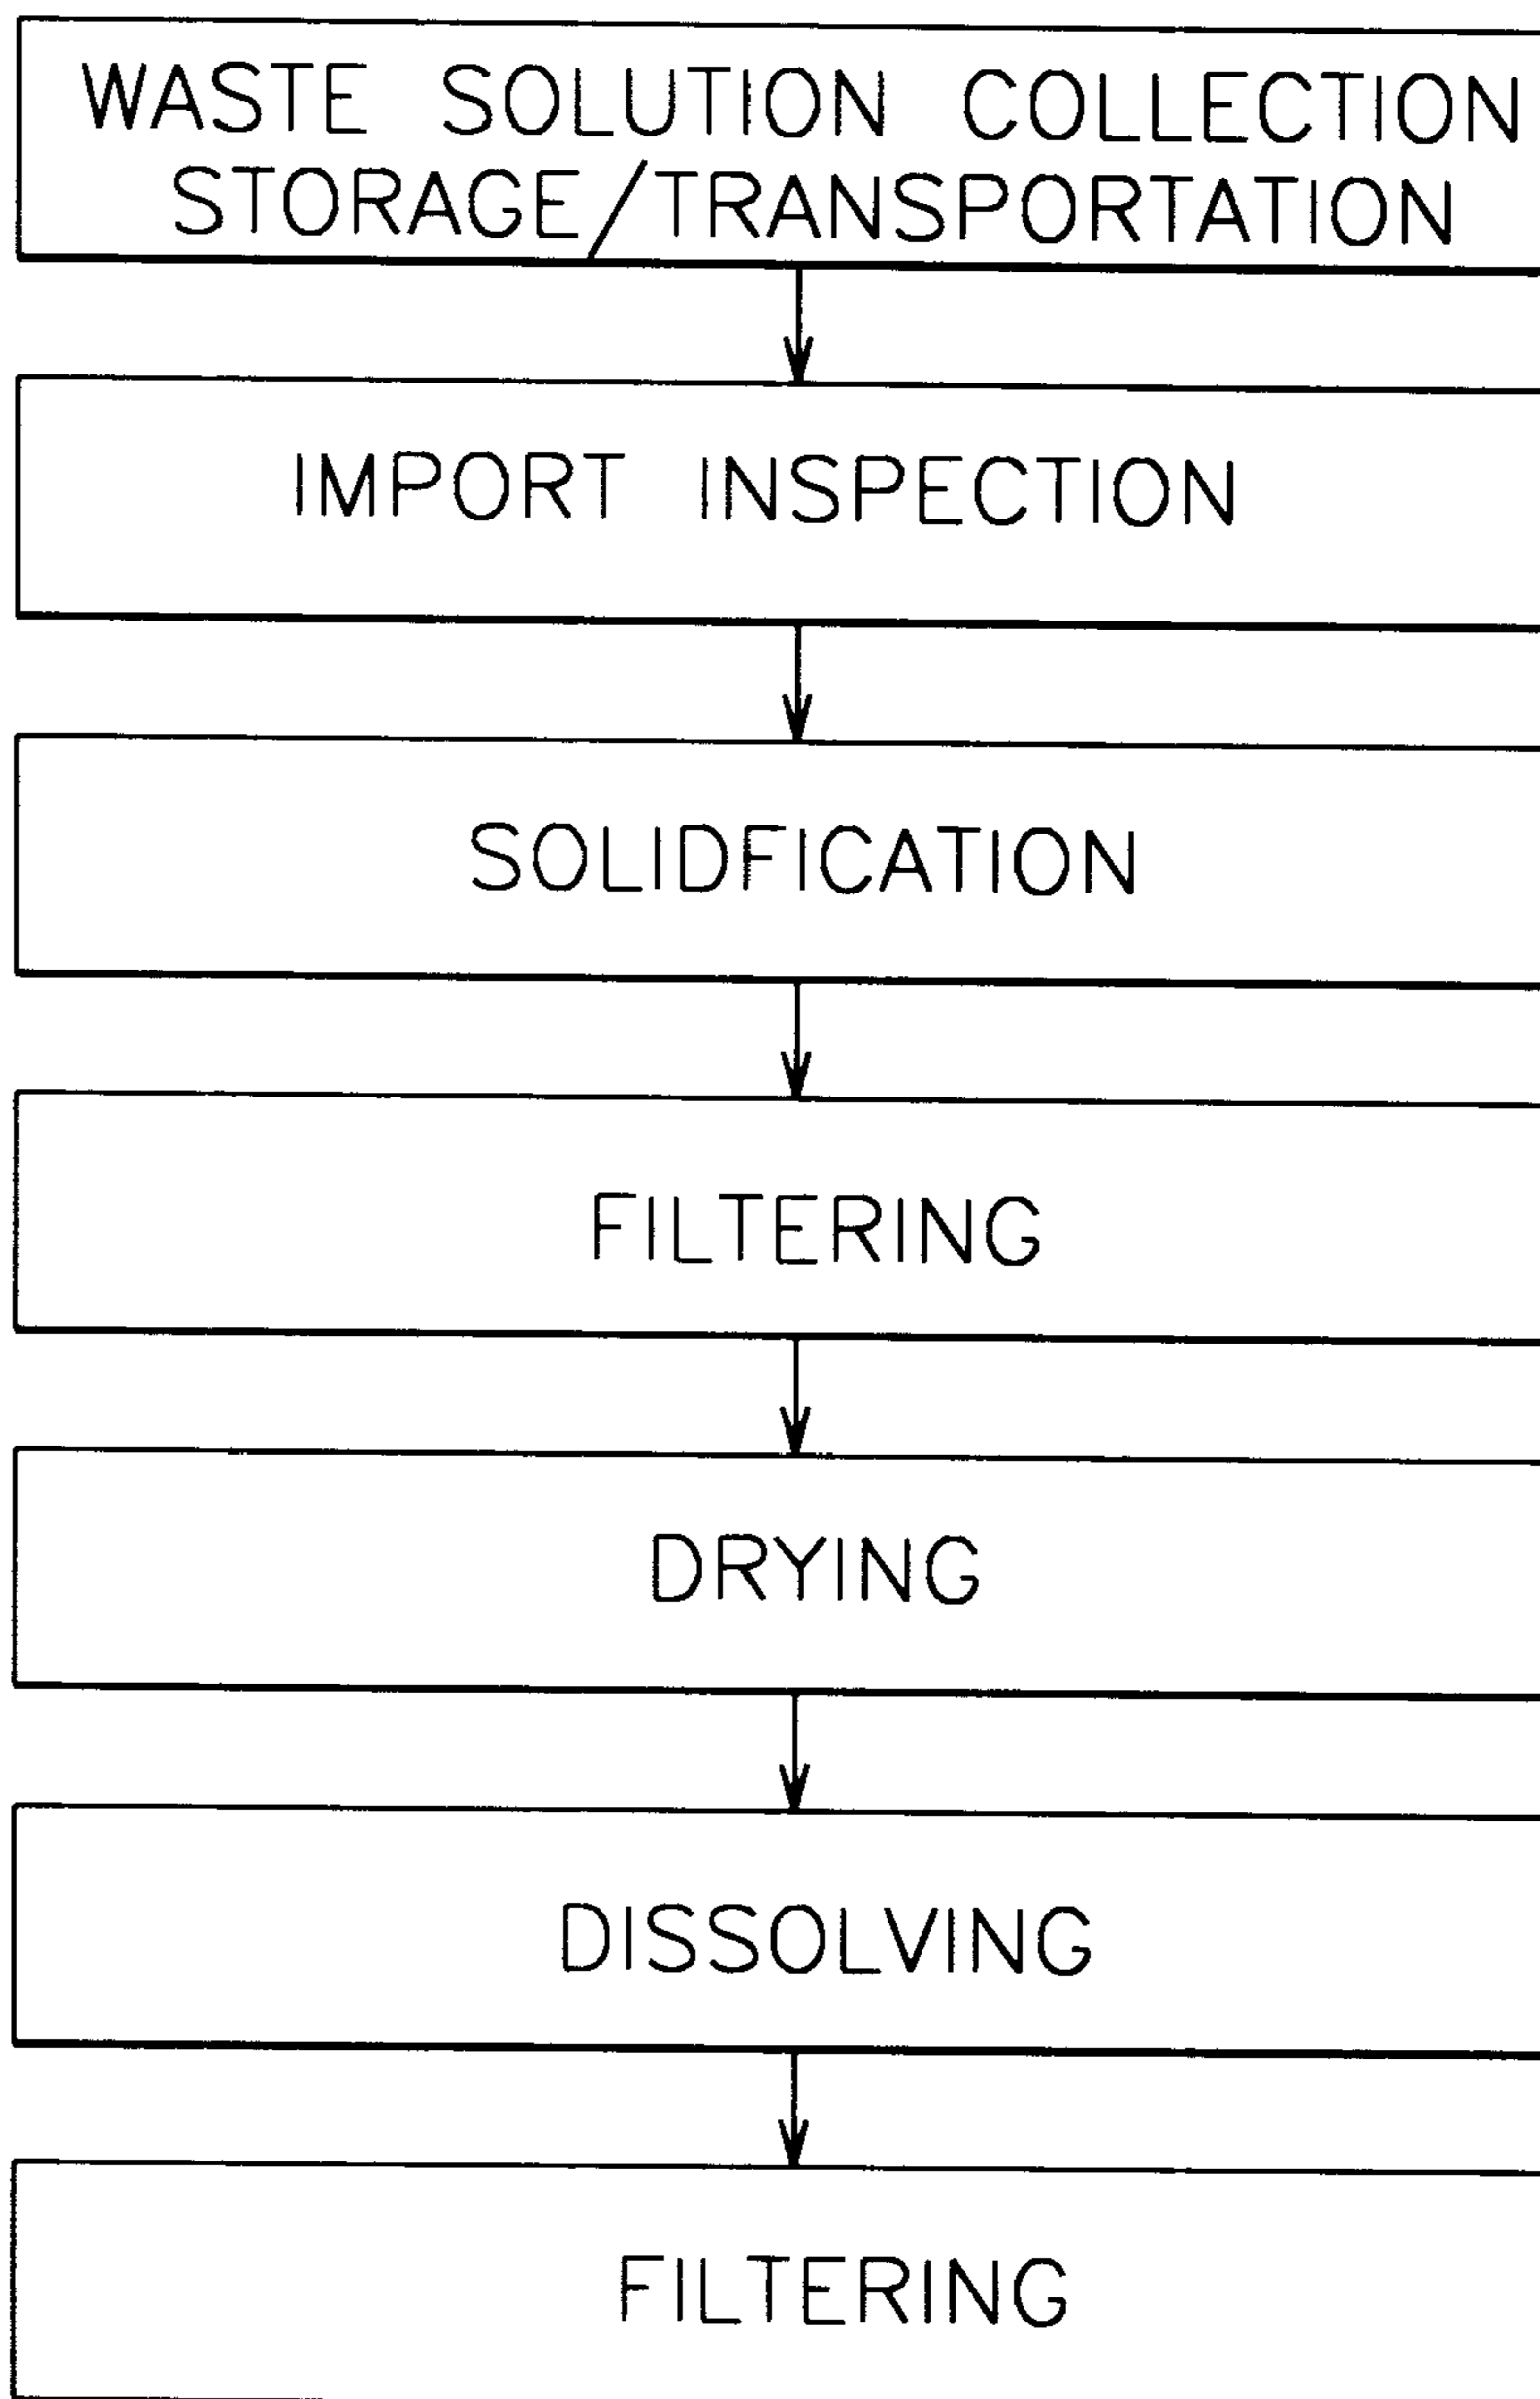 WASTE SOLUTION COLLECTION
STORAGE/TRANSPORTATION
IMPORT INSPECTION
SOLIDFICATION
FILTERING
DRYING
DISSOLVING
FILTERING